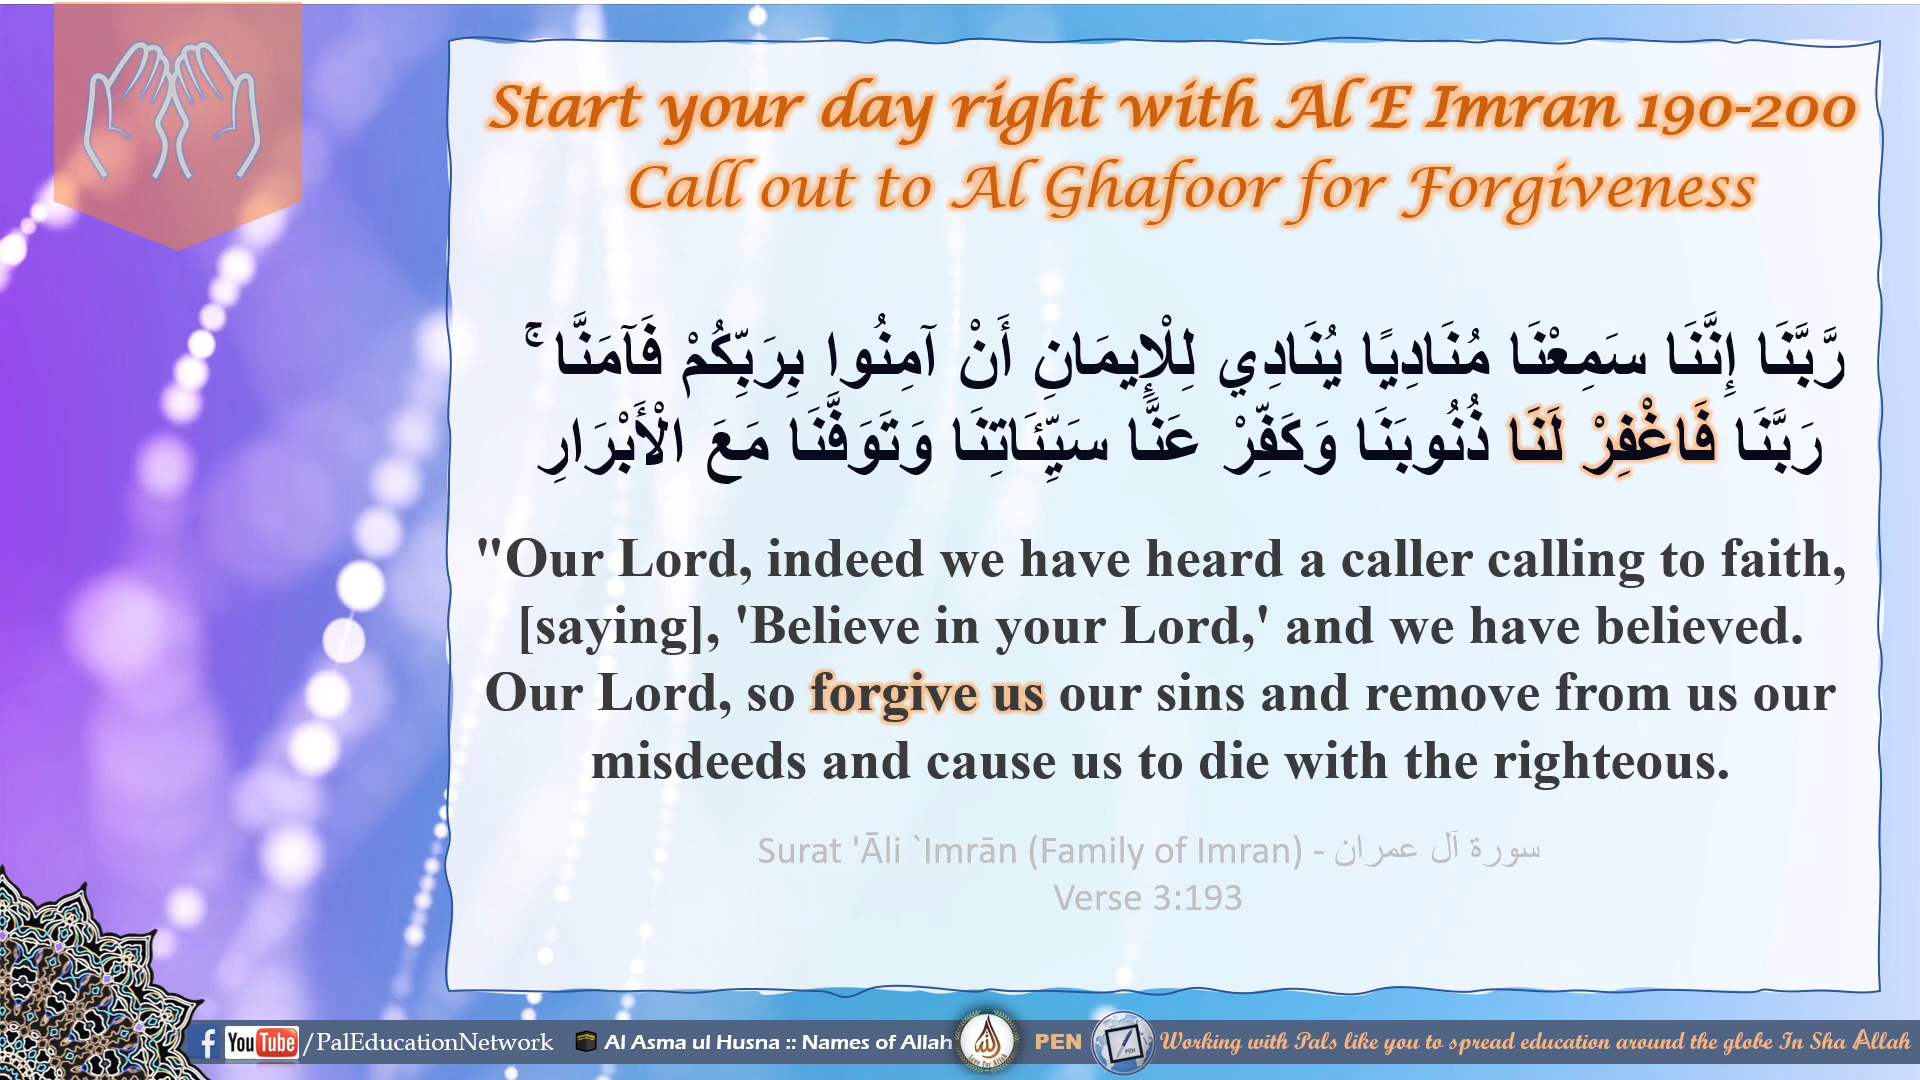 Start your day right with Al E Imran 190-200
Call out to Al Ghafoor for Forgiveness
رَّبَّنَا إِنَّنَا سَمِعْنَا مُنَادِيًا يُنَادِي لِلْإِيمَانِ أَنْ آمِنُوا بِرَبِّكُمْ فَآمَنَّا ۚ
رَبَّنَا فَاغْفِرْ لَنَا ذُنُوبَنَا وَكَفِّرْ عَنَّا سَيِّئَاتِنَا وَتَوَفَّنَا مَعَ الْأَبْرَارِ
"Our Lord, indeed we have heard a caller calling to faith,
[saying], 'Believe in your Lord,' and we have believed.
Our Lord, so forgive us our sins and remove from us our
misdeeds and cause us to die with the righteous.
Surat 'Āli `Imrān (Family of Imran) - سورة آل عمران
Verse 3:193
f YouTube /PalEducationNetwork Al Asma ul Husna :: Names of Allah PEN Working with Pals like you to spread education around the globe In Sha Allah